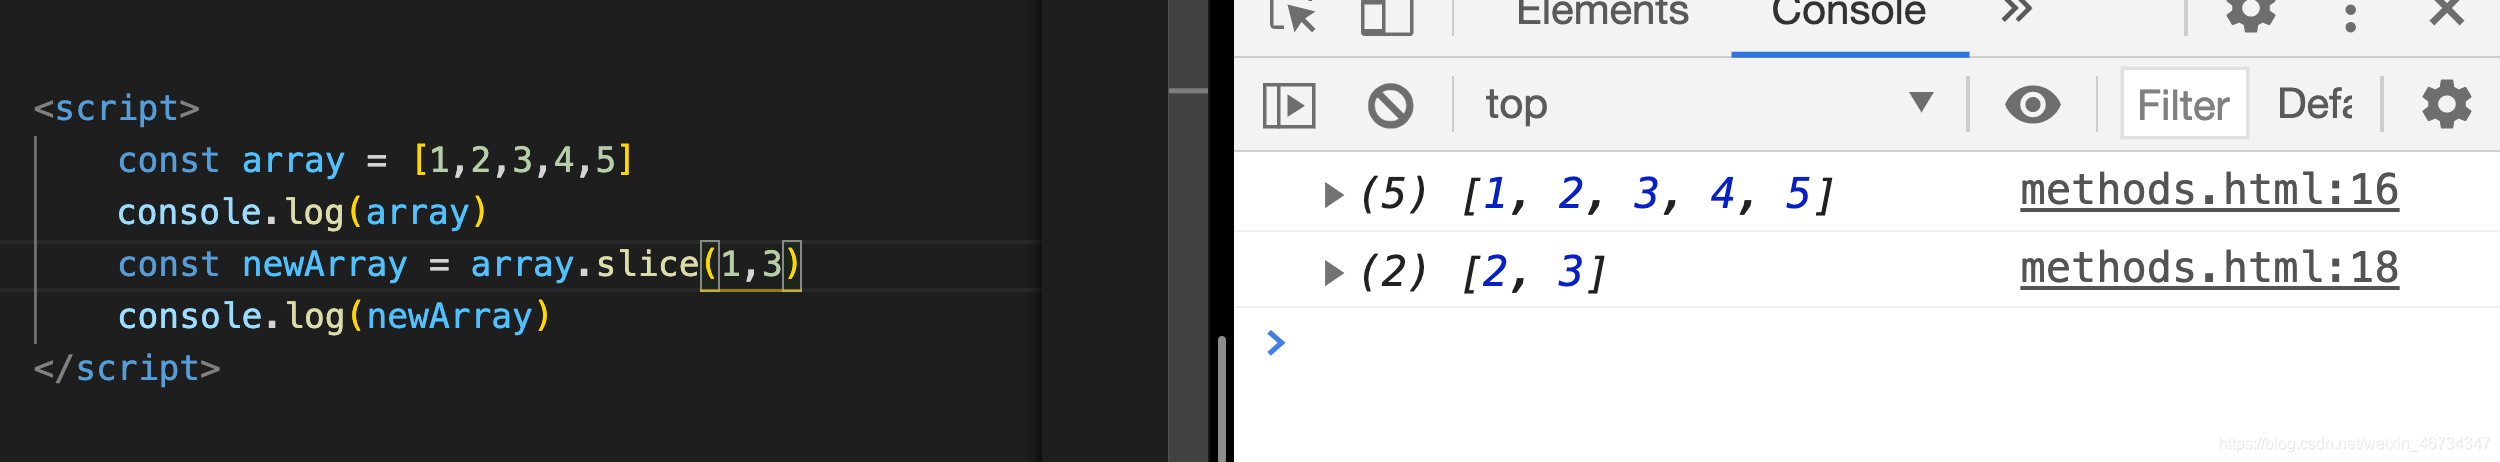 <script>
const array = [1,2,3,4,5]
console.log(array)
const newArray = array.slice(1,3)
console.log(newArray)
</script>
Elements Console
top Filter Defa
(5) [1, 2, 3, 4, 5] methods.html:16
(2) [2, 3] methods.html:18
https://blog.csdn.net/weixin_46734347